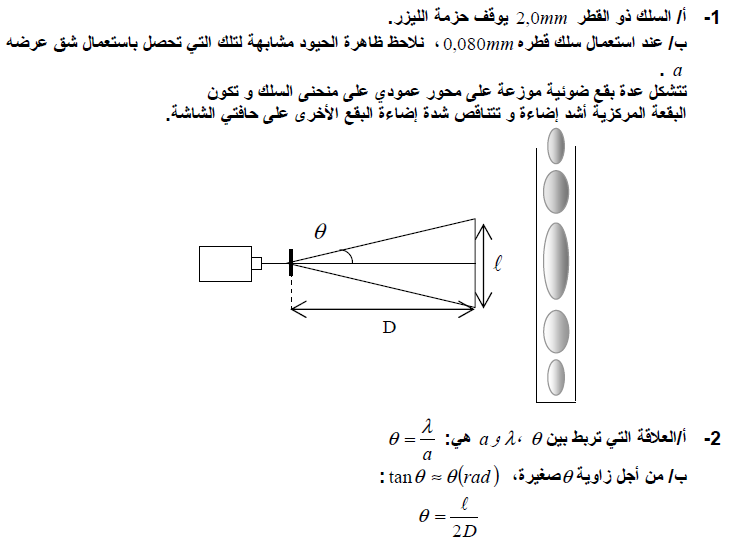 1- أ/ السلك ذو القطر 2,0mm يوقف حزمة الليزر.
ب/ عند استعمال سلك قطره 0,080mm، نلاحظ ظاهرة الحيود مشابهة لتلك التي تحصل باستعمال شق عرضه
a .
تتشكل عدة بقع ضوئية موزعة على محور عمودي على منحنى السلك و تكون
البقعة المركزية أشد إضاءة و تتناقص شدة إضاءة البقع الأخرى على حافتي الشاشة.
θ
ℓ
D
2- أ/العلاقة التي تربط بين θ ، λ و a هي: θ = λ/a
ب/ من أجل زاوية θ صغيرة، tan θ ≈ θ(rad) :
θ = ℓ/2D